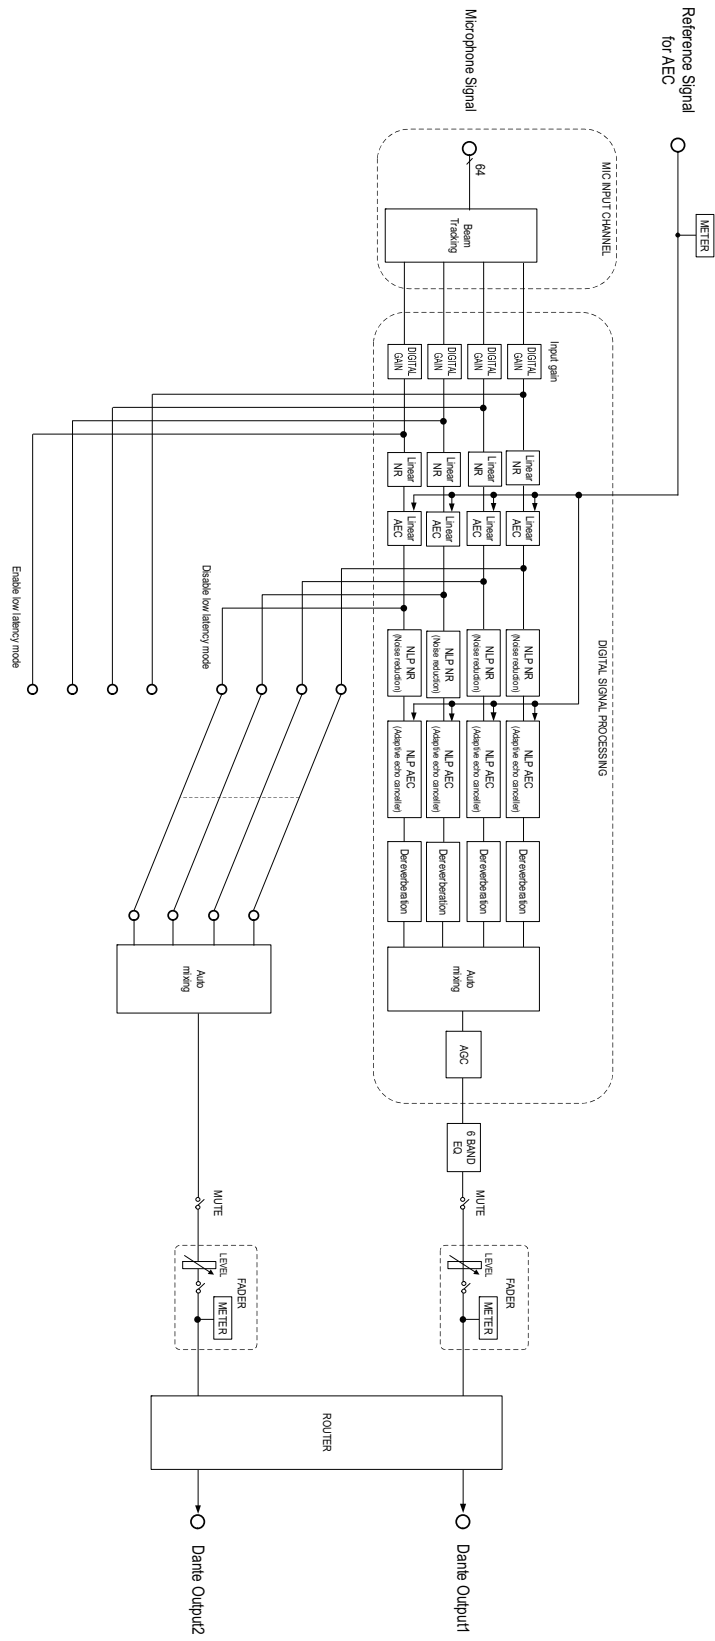 Reference Signal
for AEC
METER
Microphone Signal
64
MIC INPUT CHANNEL
Beam
Tracking
DIGITAL SIGNAL PROCESSING
Input gain
DIGITAL
GAIN
DIGITAL
GAIN
DIGITAL
GAIN
DIGITAL
GAIN
Linear
NR
Linear
NR
Linear
NR
Linear
NR
Linear
AEC
Linear
AEC
Linear
AEC
Linear
AEC
NLP NR
(Noise reduction)
NLP NR
(Noise reduction)
NLP NR
(Noise reduction)
NLP NR
(Noise reduction)
NLP AEC
(Adaptive echo canceller)
NLP AEC
(Adaptive echo canceller)
NLP AEC
(Adaptive echo canceller)
NLP AEC
(Adaptive echo canceller)
Dereverberation
Dereverberation
Dereverberation
Dereverberation
Auto
mixing
AGC
6 BAND
EQ
MUTE
LEVEL
FADER
METER
Disable low latency mode
Enable low latency mode
Auto
mixing
MUTE
LEVEL
FADER
METER
ROUTER
Dante Output1
Dante Output2